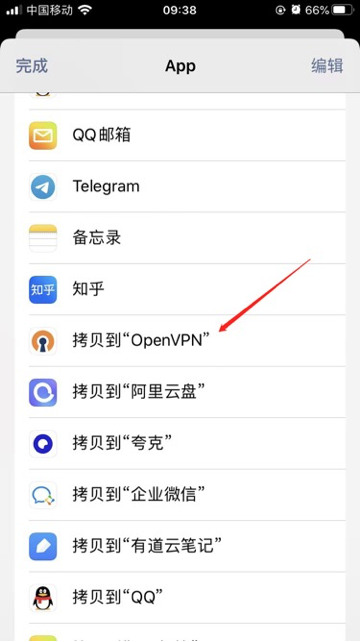 中国移动 09:38 66%
完成 App 编辑
QQ邮箱
Telegram
备忘录
知乎 知乎
拷贝到“OpenVPN”
拷贝到“阿里云盘”
拷贝到“夸克”
拷贝到“企业微信”
拷贝到“有道云笔记”
拷贝到“QQ”